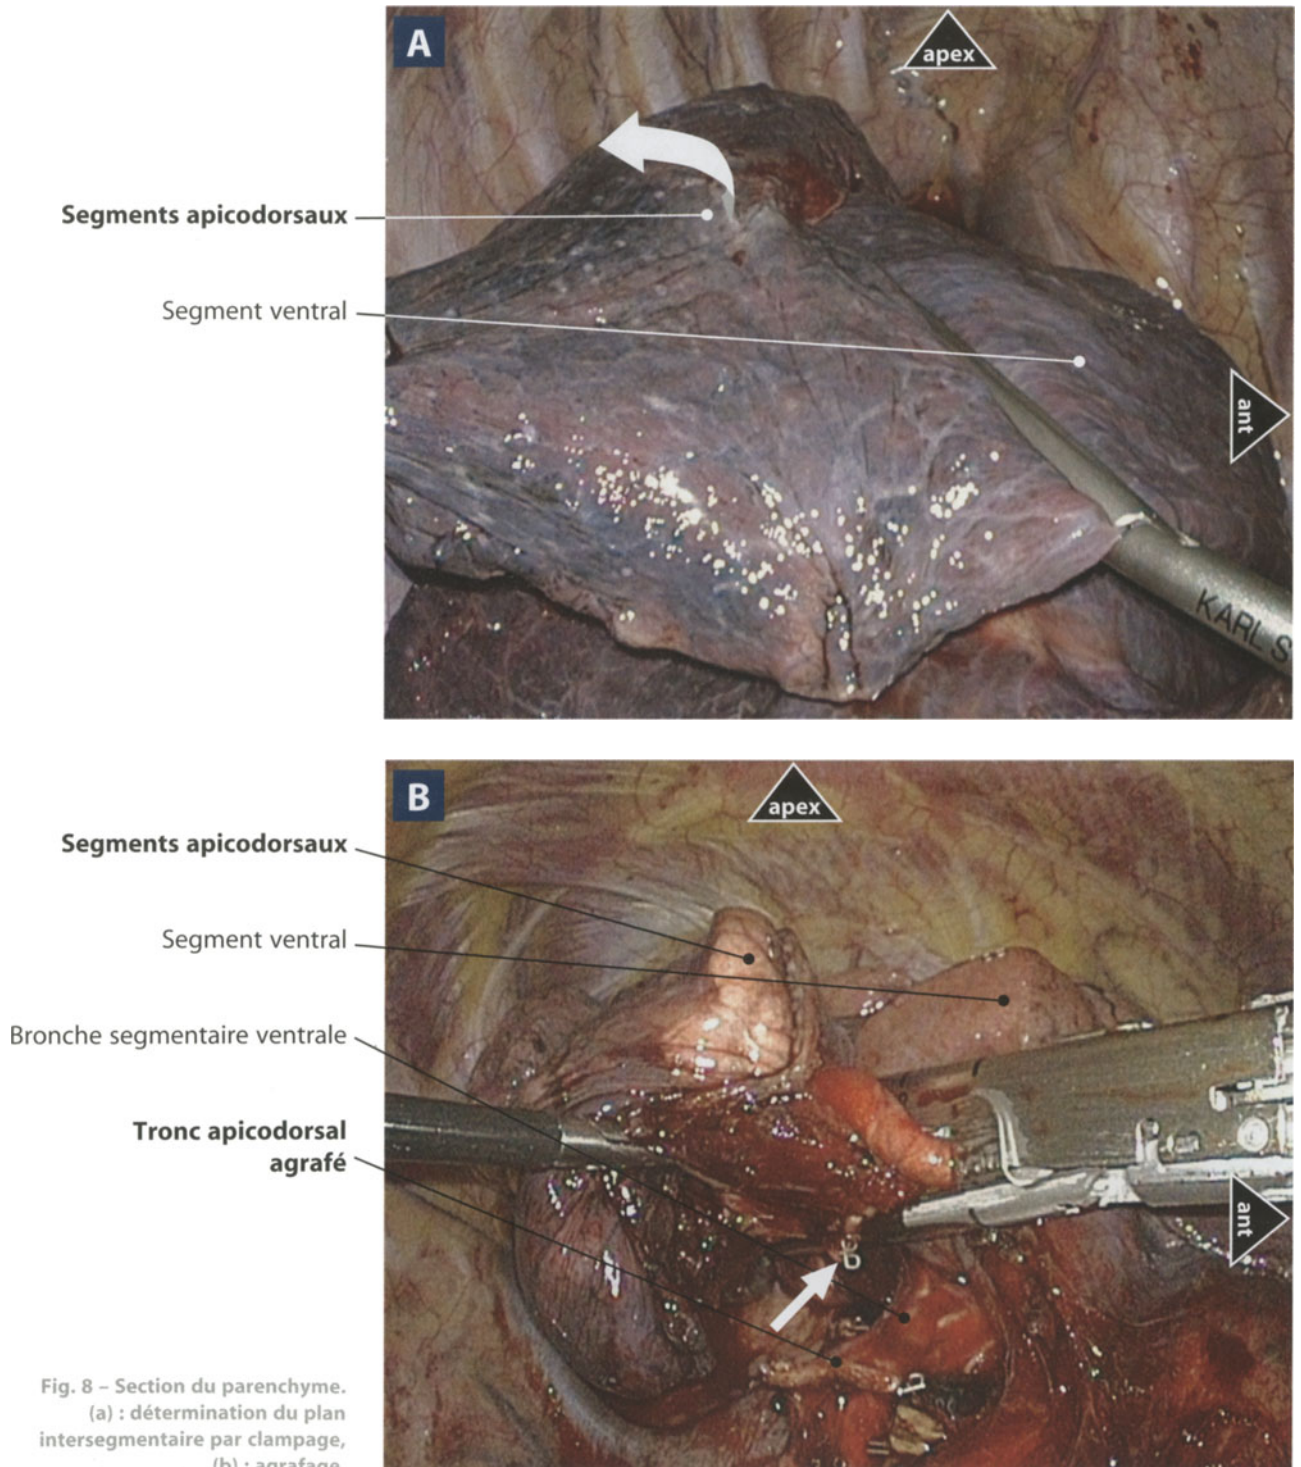 A
apex
Segments apicodorsaux
Segment ventral
ant
KARL S
B
apex
Segments apicodorsaux
Segment ventral
Bronche segmentaire ventrale
Tronc apicodorsal
agrafé
ant
Fig. 8 – Section du parenchyme.
(a) : détermination du plan
intersegmentaire par clampage,
(b) : agrafage.